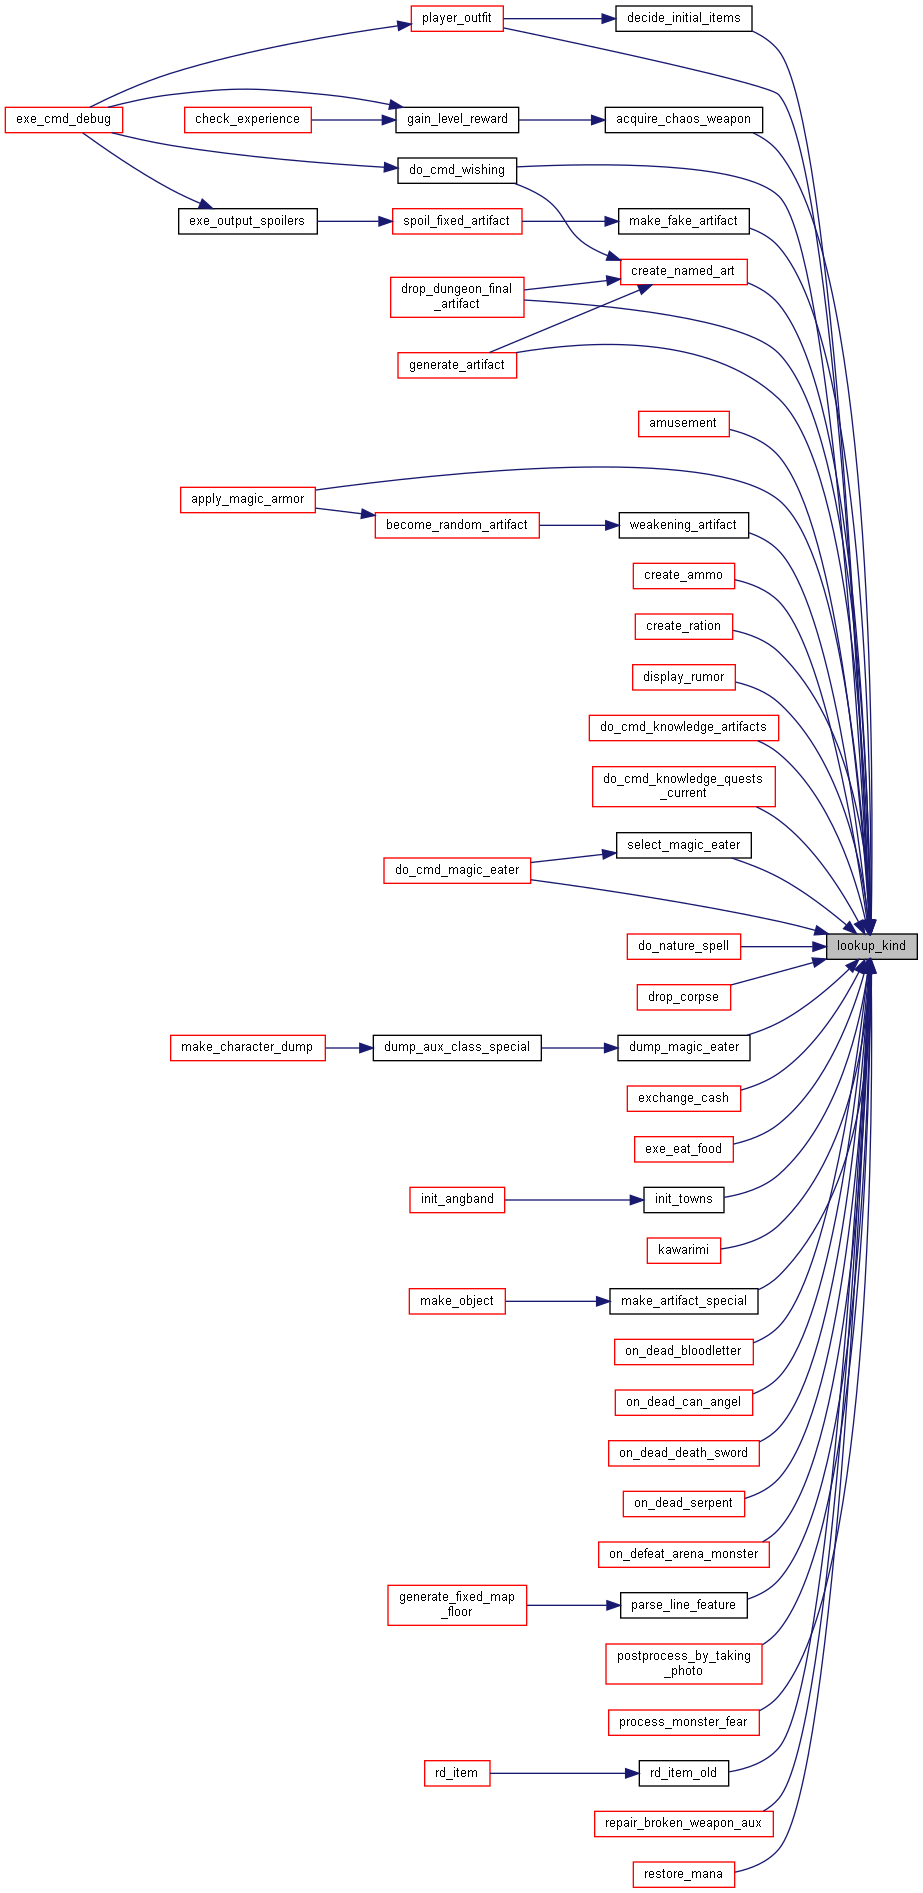 player_outfit
decide_initial_items
exe_cmd_debug
check_experience
gain_level_reward
acquire_chaos_weapon
do_cmd_wishing
exe_output_spoilers
spoil_fixed_artifact
make_fake_artifact
create_named_art
drop_dungeon_final
_artifact
generate_artifact
amusement
apply_magic_armor
become_random_artifact
weakening_artifact
create_ammo
create_ration
display_rumor
do_cmd_knowledge_artifacts
do_cmd_knowledge_quests
_current
select_magic_eater
do_cmd_magic_eater
lookup_kind
do_nature_spell
drop_corpse
make_character_dump
dump_aux_class_special
dump_magic_eater
exchange_cash
exe_eat_food
init_angband
init_towns
kawarimi
make_object
make_artifact_special
on_dead_bloodletter
on_dead_can_angel
on_dead_death_sword
on_dead_serpent
on_defeat_arena_monster
generate_fixed_map
_floor
parse_line_feature
postprocess_by_taking
_photo
process_monster_fear
rd_item
rd_item_old
repair_broken_weapon_aux
restore_mana